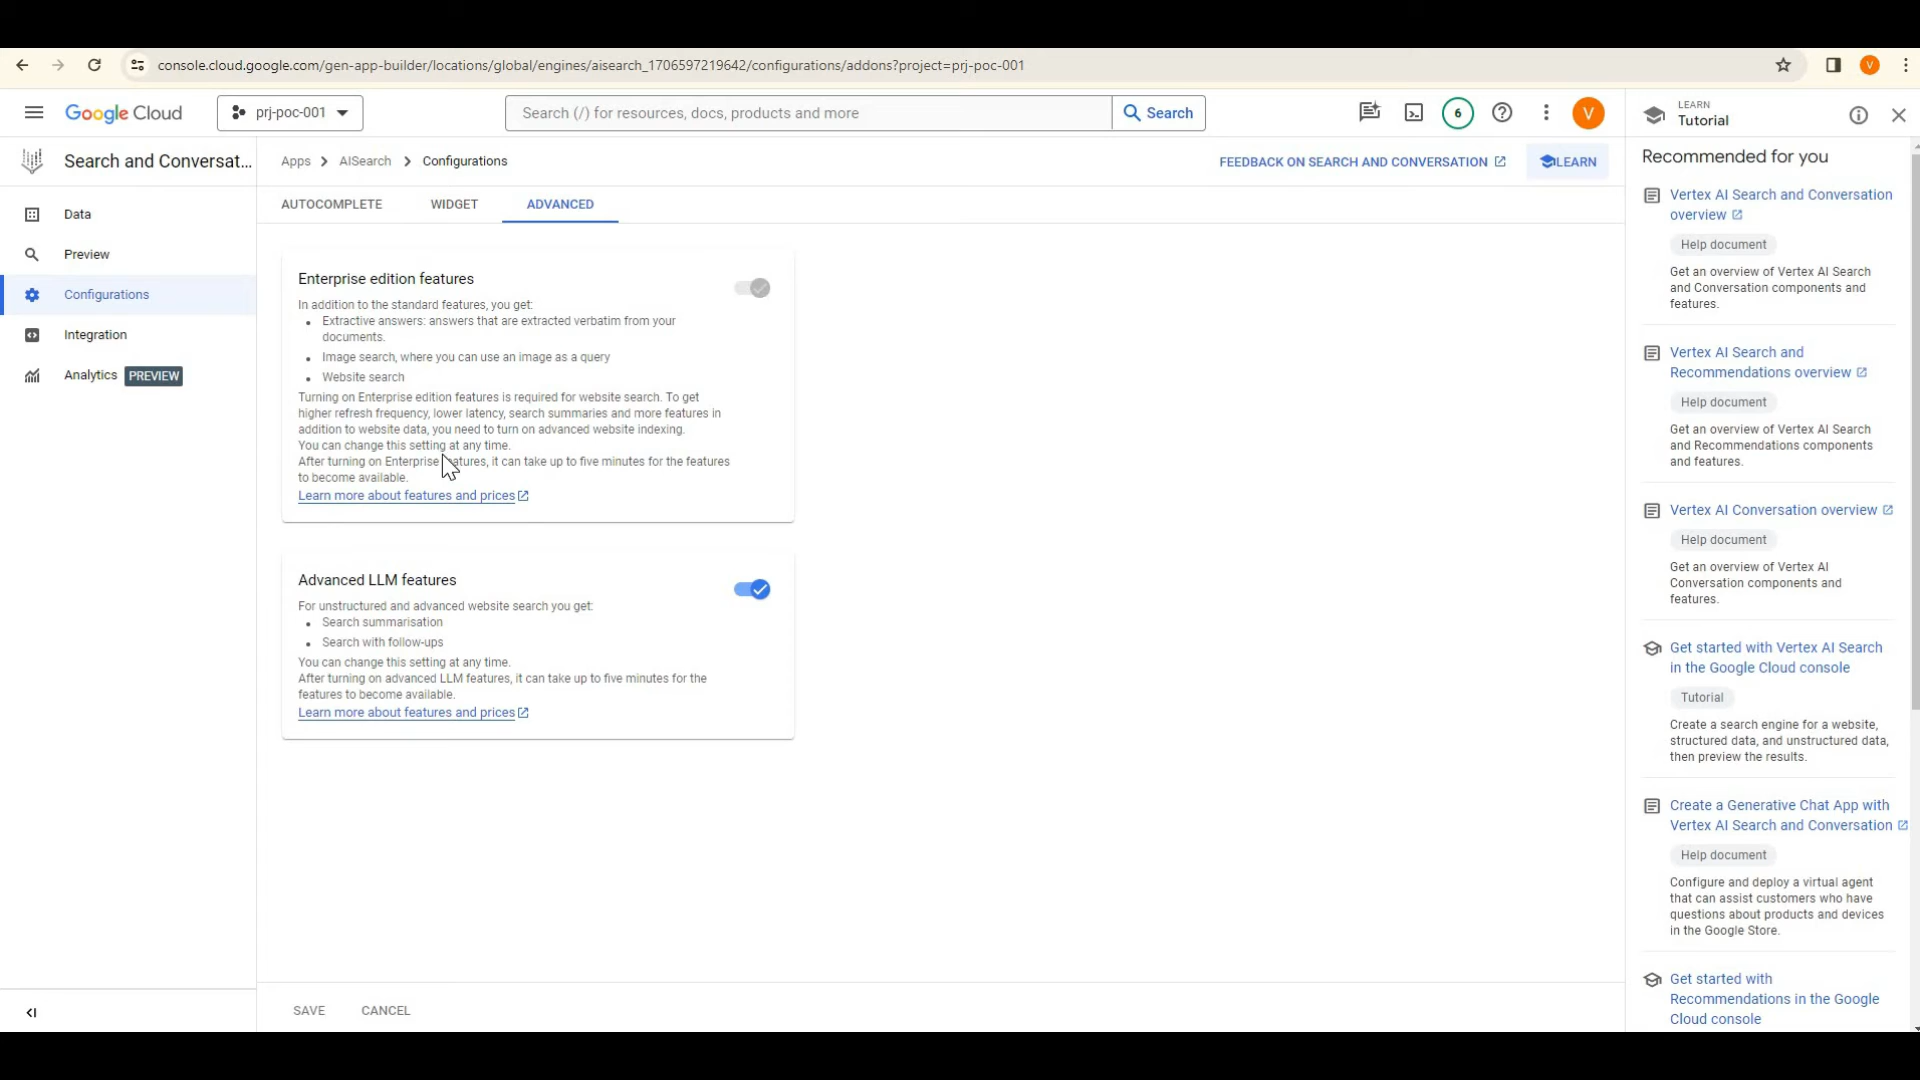 console.cloud.google.com/gen-app-builder/locations/global/engines/aisearch_1706597219642/configurations/addons?project=prj-poc-001
V
Google Cloud
prj-poc-001
Search (/) for resources, docs, products and more
Search
6
V
LEARN
Tutorial
Search and Conversat...
Apps
AISearch
Configurations
FEEDBACK ON SEARCH AND CONVERSATION
LEARN
Data
Preview
Configurations
Integration
Analytics PREVIEW
AUTOCOMPLETE
WIDGET
ADVANCED
Enterprise edition features
In addition to the standard features, you get:
• Extractive answers: answers that are extracted verbatim from your
documents.
• Image search, where you can use an image as a query
• Website search
Turning on Enterprise edition features is required for website search. To get
higher refresh frequency, lower latency, search summaries and more features in
addition to website data, you need to turn on advanced website indexing.
You can change this setting at any time.
After turning on Enterprise features, it can take up to five minutes for the features
to become available.
Learn more about features and prices
Advanced LLM features
For unstructured and advanced website search you get:
• Search summarisation
• Search with follow-ups
You can change this setting at any time.
After turning on advanced LLM features, it can take up to five minutes for the
features to become available.
Learn more about features and prices
SAVE
CANCEL
Recommended for you
Vertex AI Search and Conversation
overview
Help document
Get an overview of Vertex AI Search
and Conversation components and
features.
Vertex AI Search and
Recommendations overview
Help document
Get an overview of Vertex AI Search
and Recommendations components
and features.
Vertex AI Conversation overview
Help document
Get an overview of Vertex AI
Conversation components and
features.
Get started with Vertex AI Search
in the Google Cloud console
Tutorial
Create a search engine for a website,
structured data, and unstructured data,
then preview the results.
Create a Generative Chat App with
Vertex AI Search and Conversation
Help document
Configure and deploy a virtual agent
that can assist customers who have
questions about products and devices
in the Google Store.
Get started with
Recommendations in the Google
Cloud console